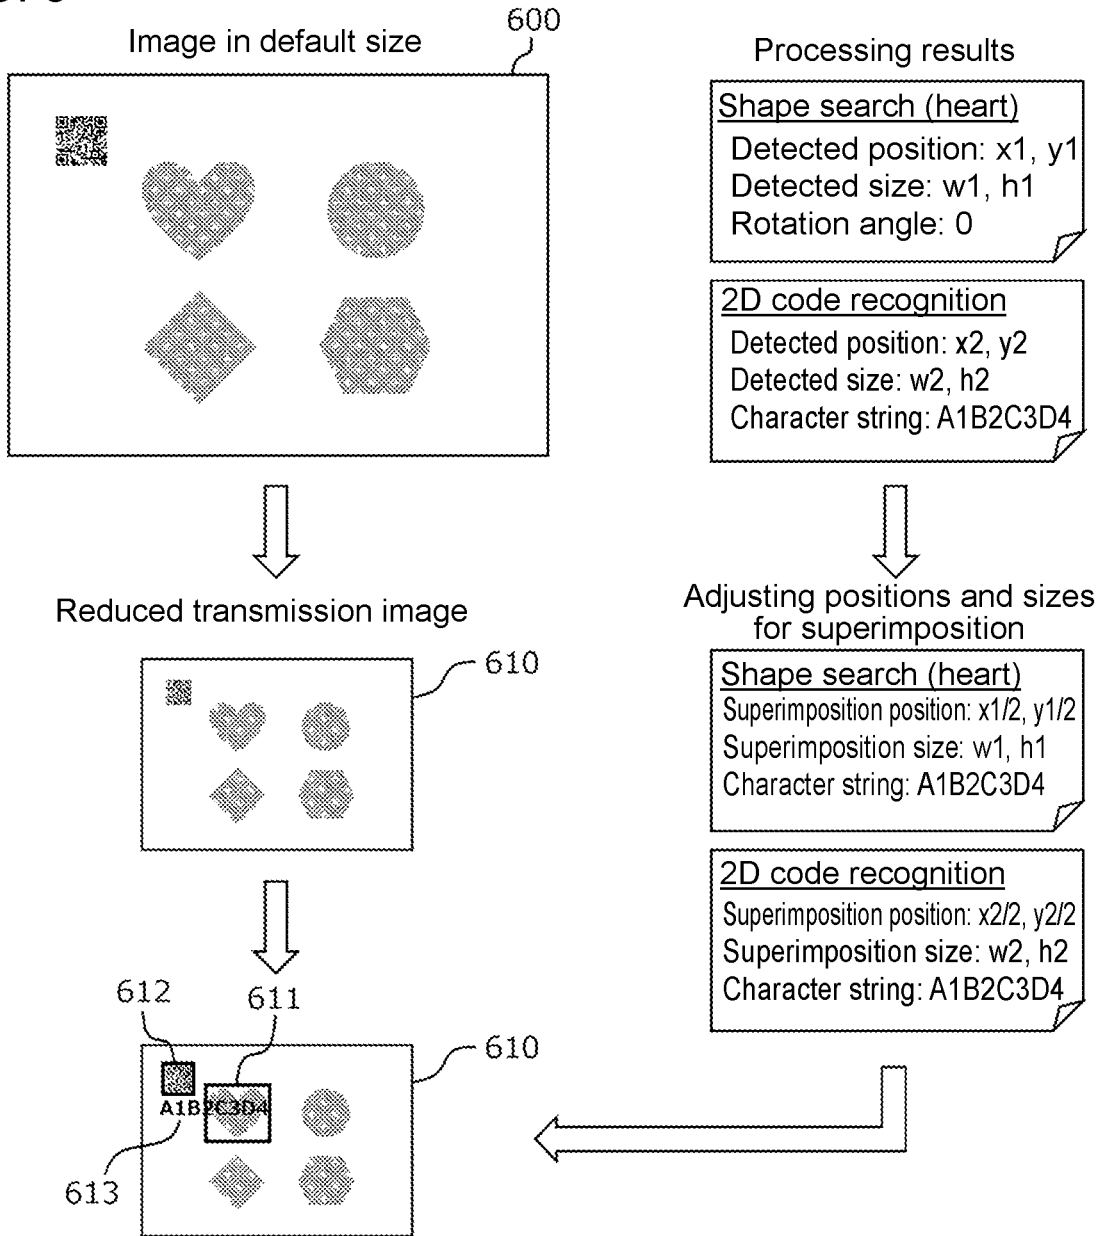 Image in default size
600
Processing results
Shape search (heart)
Detected position: x1, y1
Detected size: w1, h1
Rotation angle: 0
2D code recognition
Detected position: x2, y2
Detected size: w2, h2
Character string: A1B2C3D4
Reduced transmission image
610
Adjusting positions and sizes
for superimposition
Shape search (heart)
Superimposition position: x1/2, y1/2
Superimposition size: w1, h1
Character string: A1B2C3D4
2D code recognition
Superimposition position: x2/2, y2/2
Superimposition size: w2, h2
Character string: A1B2C3D4
612
611
610
A1B2C3D4
613